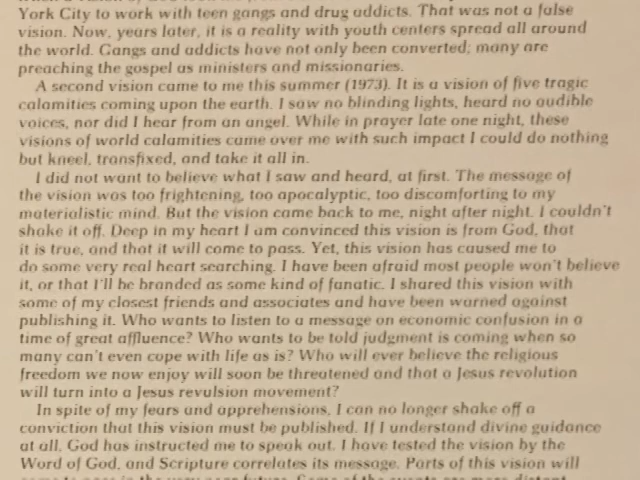 York City to work with teen gangs and drug addicts. That was not a false
vision. Now, years later, it is a reality with youth centers spread all around
the world. Gangs and addicts have not only been converted; many are
preaching the gospel as ministers and missionaries.
A second vision came to me this summer (1973). It is a vision of five tragic
calamities coming upon the earth. I saw no blinding lights, heard no audible
voices, nor did I hear from an angel. While in prayer late one night, these
visions of world calamities came over me with such impact I could do nothing
but kneel, transfixed, and take it all in.
I did not want to believe what I saw and heard, at first. The message of
the vision was too frightening, too apocalyptic, too discomforting to my
materialistic mind. But the vision came back to me, night after night. I couldn't
shake it off. Deep in my heart I am convinced this vision is from God, that
it is true, and that it will come to pass. Yet, this vision has caused me to
do some very real heart searching. I have been afraid most people won't believe
it, or that I'll be branded as some kind of fanatic. I shared this vision with
some of my closest friends and associates and have been warned against
publishing it. Who wants to listen to a message on economic confusion in a
time of great affluence? Who wants to be told judgment is coming when so
many can't even cope with life as is? Who will ever believe the religious
freedom we now enjoy will soon be threatened and that a Jesus revolution
will turn into a Jesus revulsion movement?
In spite of my fears and apprehensions, I can no longer shake off a
conviction that this vision must be published. If I understand divine guidance
at all, God has instructed me to speak out. I have tested the vision by the
Word of God, and Scripture correlates its message. Parts of this vision will